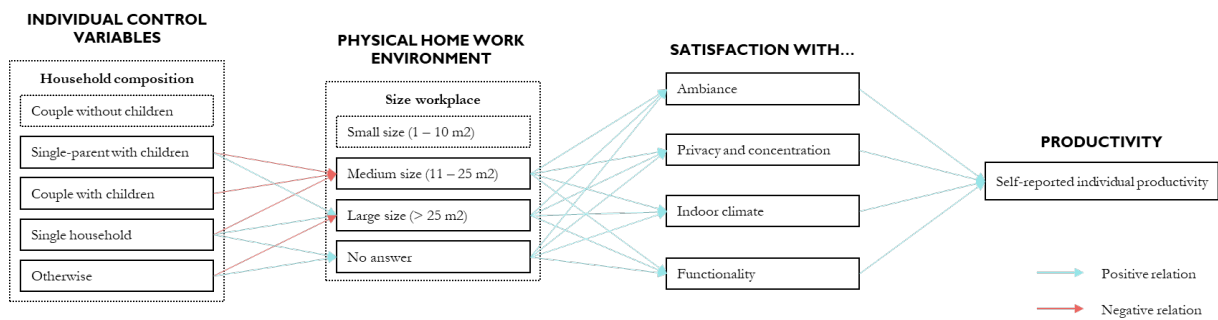 INDIVIDUAL CONTROL
VARIABLES
Household composition
Couple without children
Single-parent with children
Couple with children
Single household
Otherwise
PHYSICAL HOME WORK
ENVIRONMENT
Size workplace
Small size (1 – 10 m2)
Medium size (11 – 25 m2)
Large size (> 25 m2)
No answer
SATISFACTION WITH...
Ambiance
Privacy and concentration
Indoor climate
Functionality
PRODUCTIVITY
Self-reported individual productivity
Positive relation
Negative relation